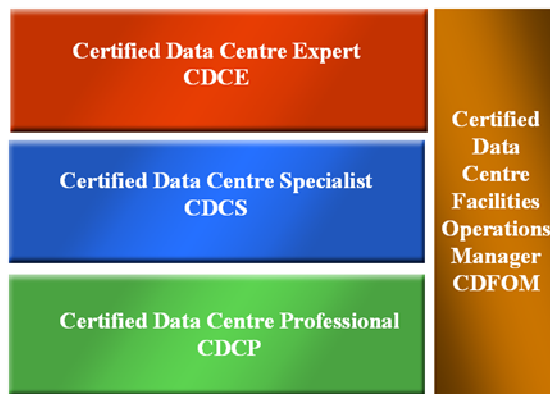 Certified Data Centre Expert
CDCE
Certified Data Centre Specialist
CDCS
Certified Data Centre Professional
CDCP
Certified
Data
Centre
Facilities
Operations
Manager
CDFOM